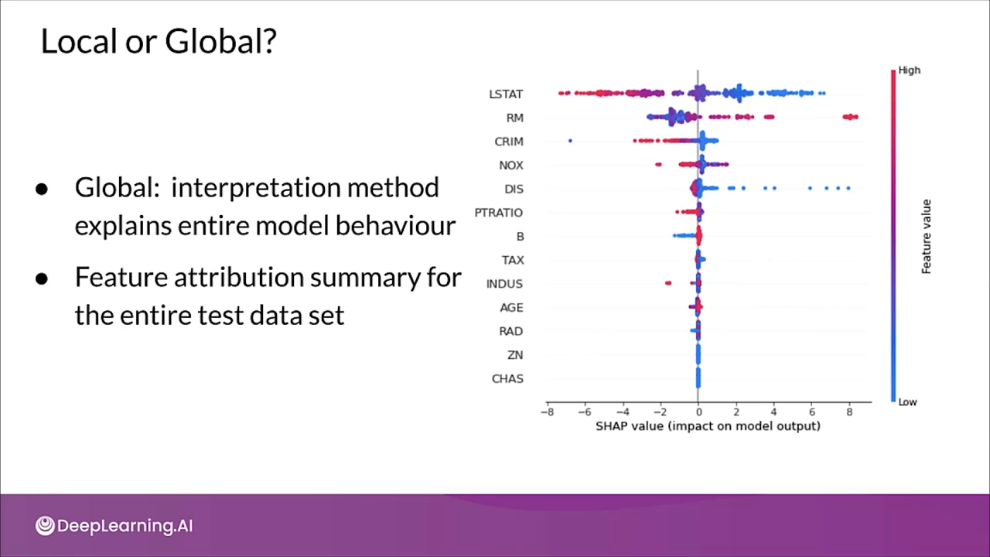 Local or Global?
● Global: interpretation method
explains entire model behaviour
● Feature attribution summary for
the entire test data set
High
LSTAT
RM
CRIM
NOX
DIS
PTRATIO
B
TAX
INDUS
AGE
RAD
ZN
CHAS
Feature value
Low
−8 −6 −4 −2 0 2 4 6 8
SHAP value (impact on model output)
DeepLearning.AI